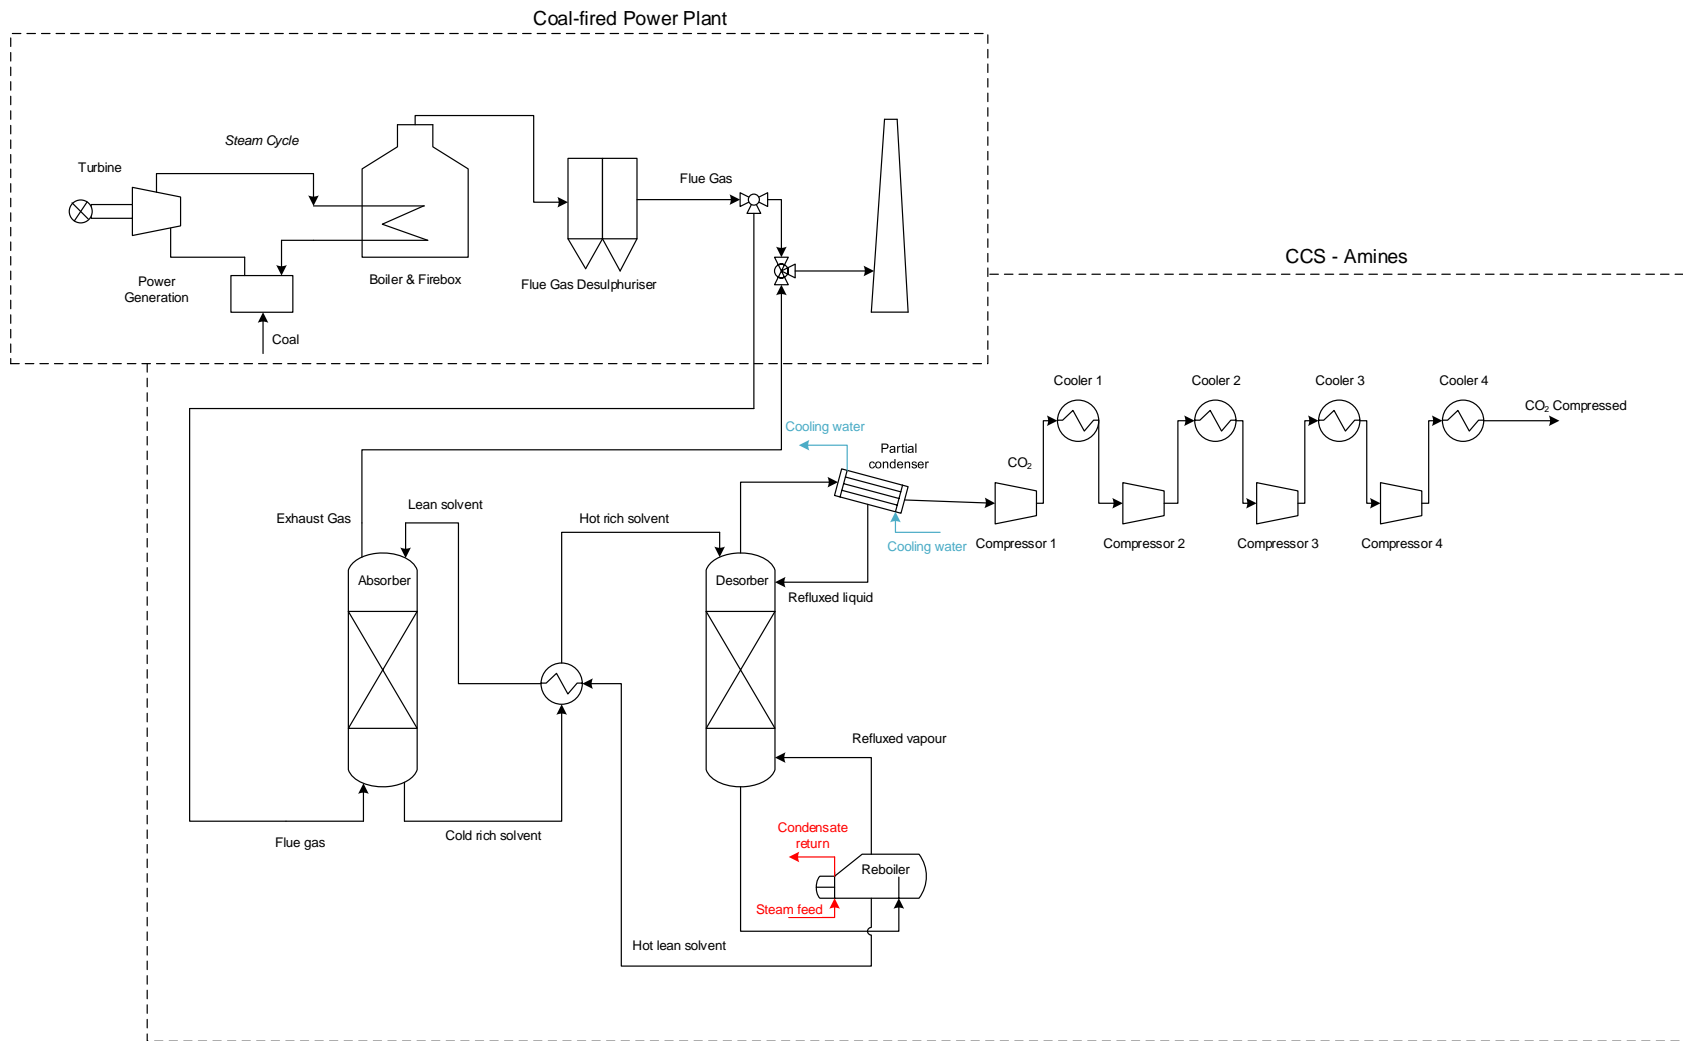 Coal-fired Power Plant
Steam Cycle
Turbine
Flue Gas
Power
Generation
Boiler & Firebox
Flue Gas Desulphuriser
Coal
CCS - Amines
Cooler 1
Cooler 2
Cooler 3
Cooler 4
CO₂ Compressed
Cooling water
Partial
condenser
CO₂
Lean solvent
Exhaust Gas
Hot rich solvent
Cooling water
Compressor 1
Compressor 2
Compressor 3
Compressor 4
Absorber
Desorber
Refluxed liquid
Refluxed vapour
Flue gas
Cold rich solvent
Condensate
return
Reboiler
Steam feed
Hot lean solvent